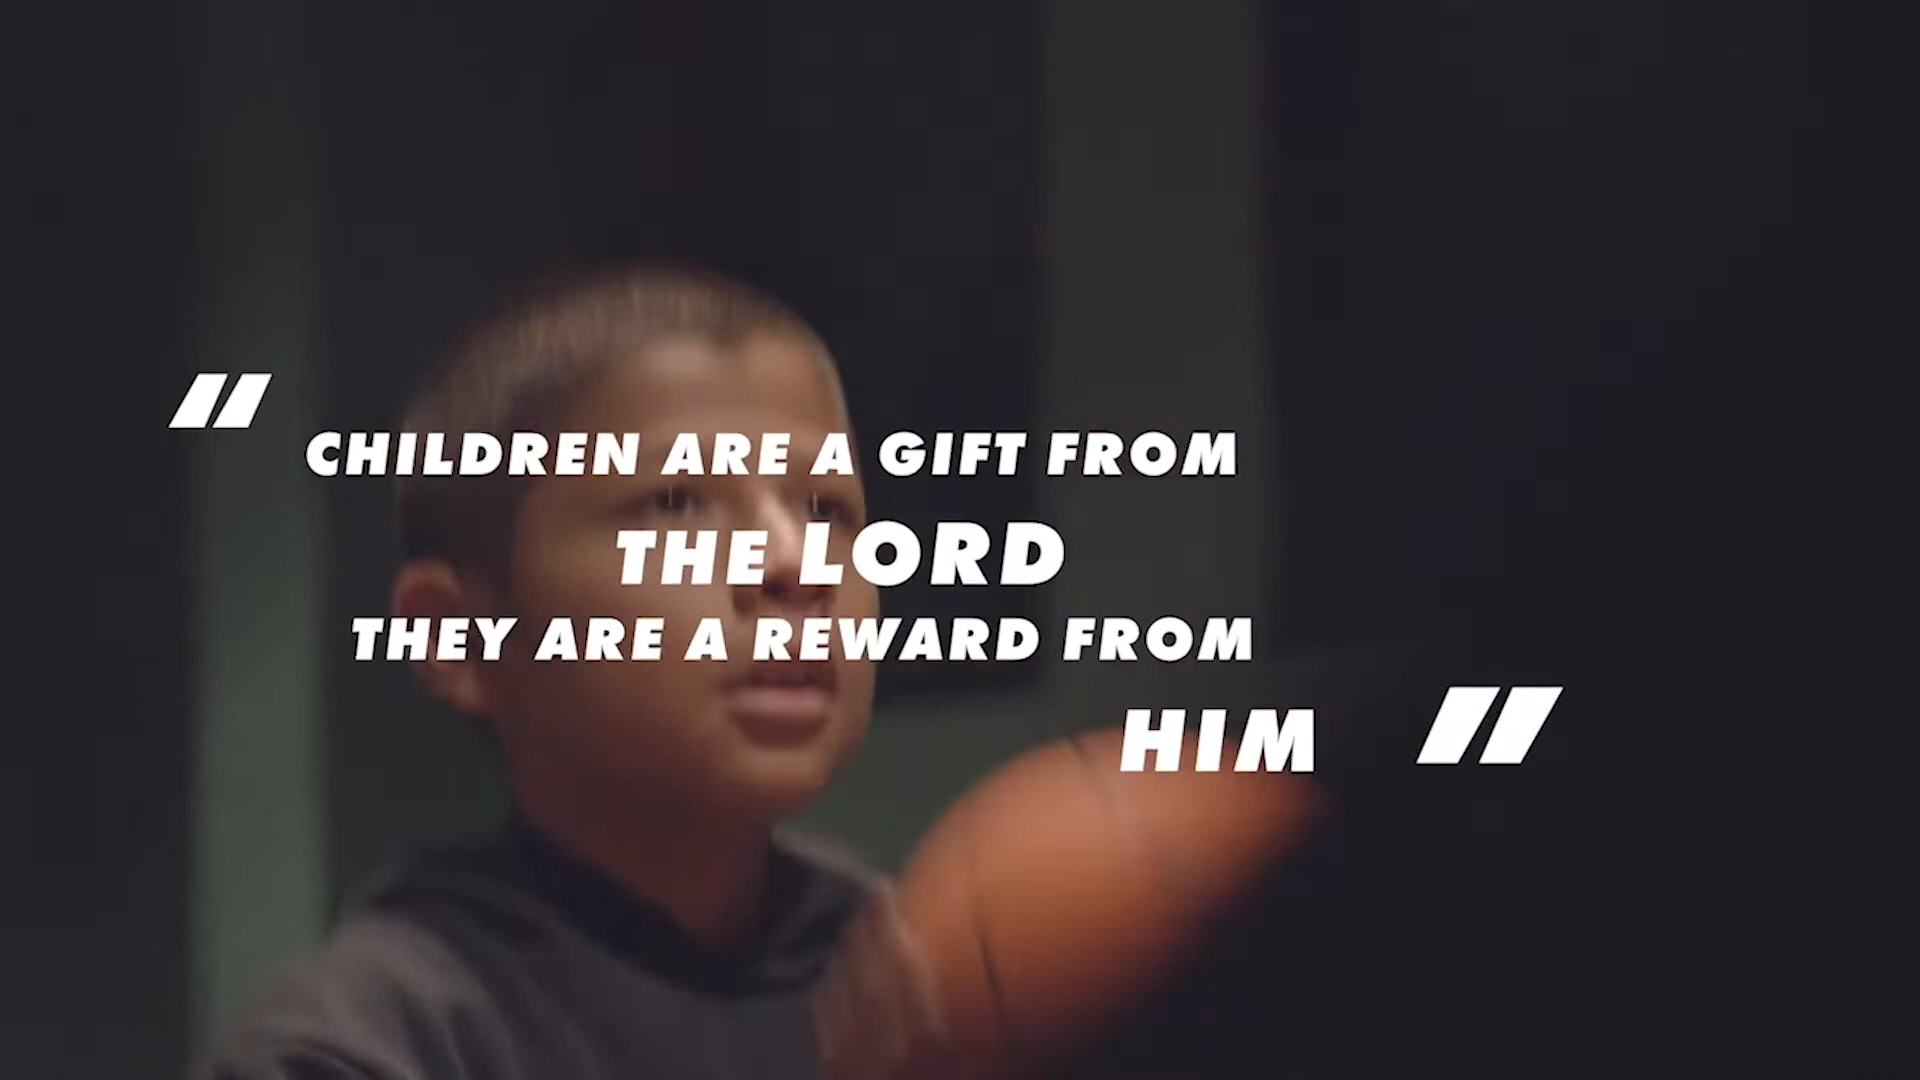 "CHILDREN ARE A GIFT FROM
THE LORD
THEY ARE A REWARD FROM
HIM"